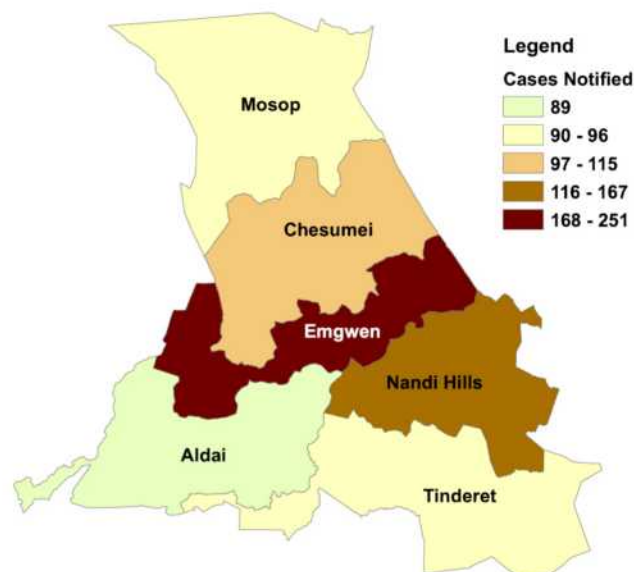 Legend
Cases Notified
89
90 - 96
97 - 115
116 - 167
168 - 251
Mosop
Chesumei
Emgwen
Nandi Hills
Aldai
Tinderet